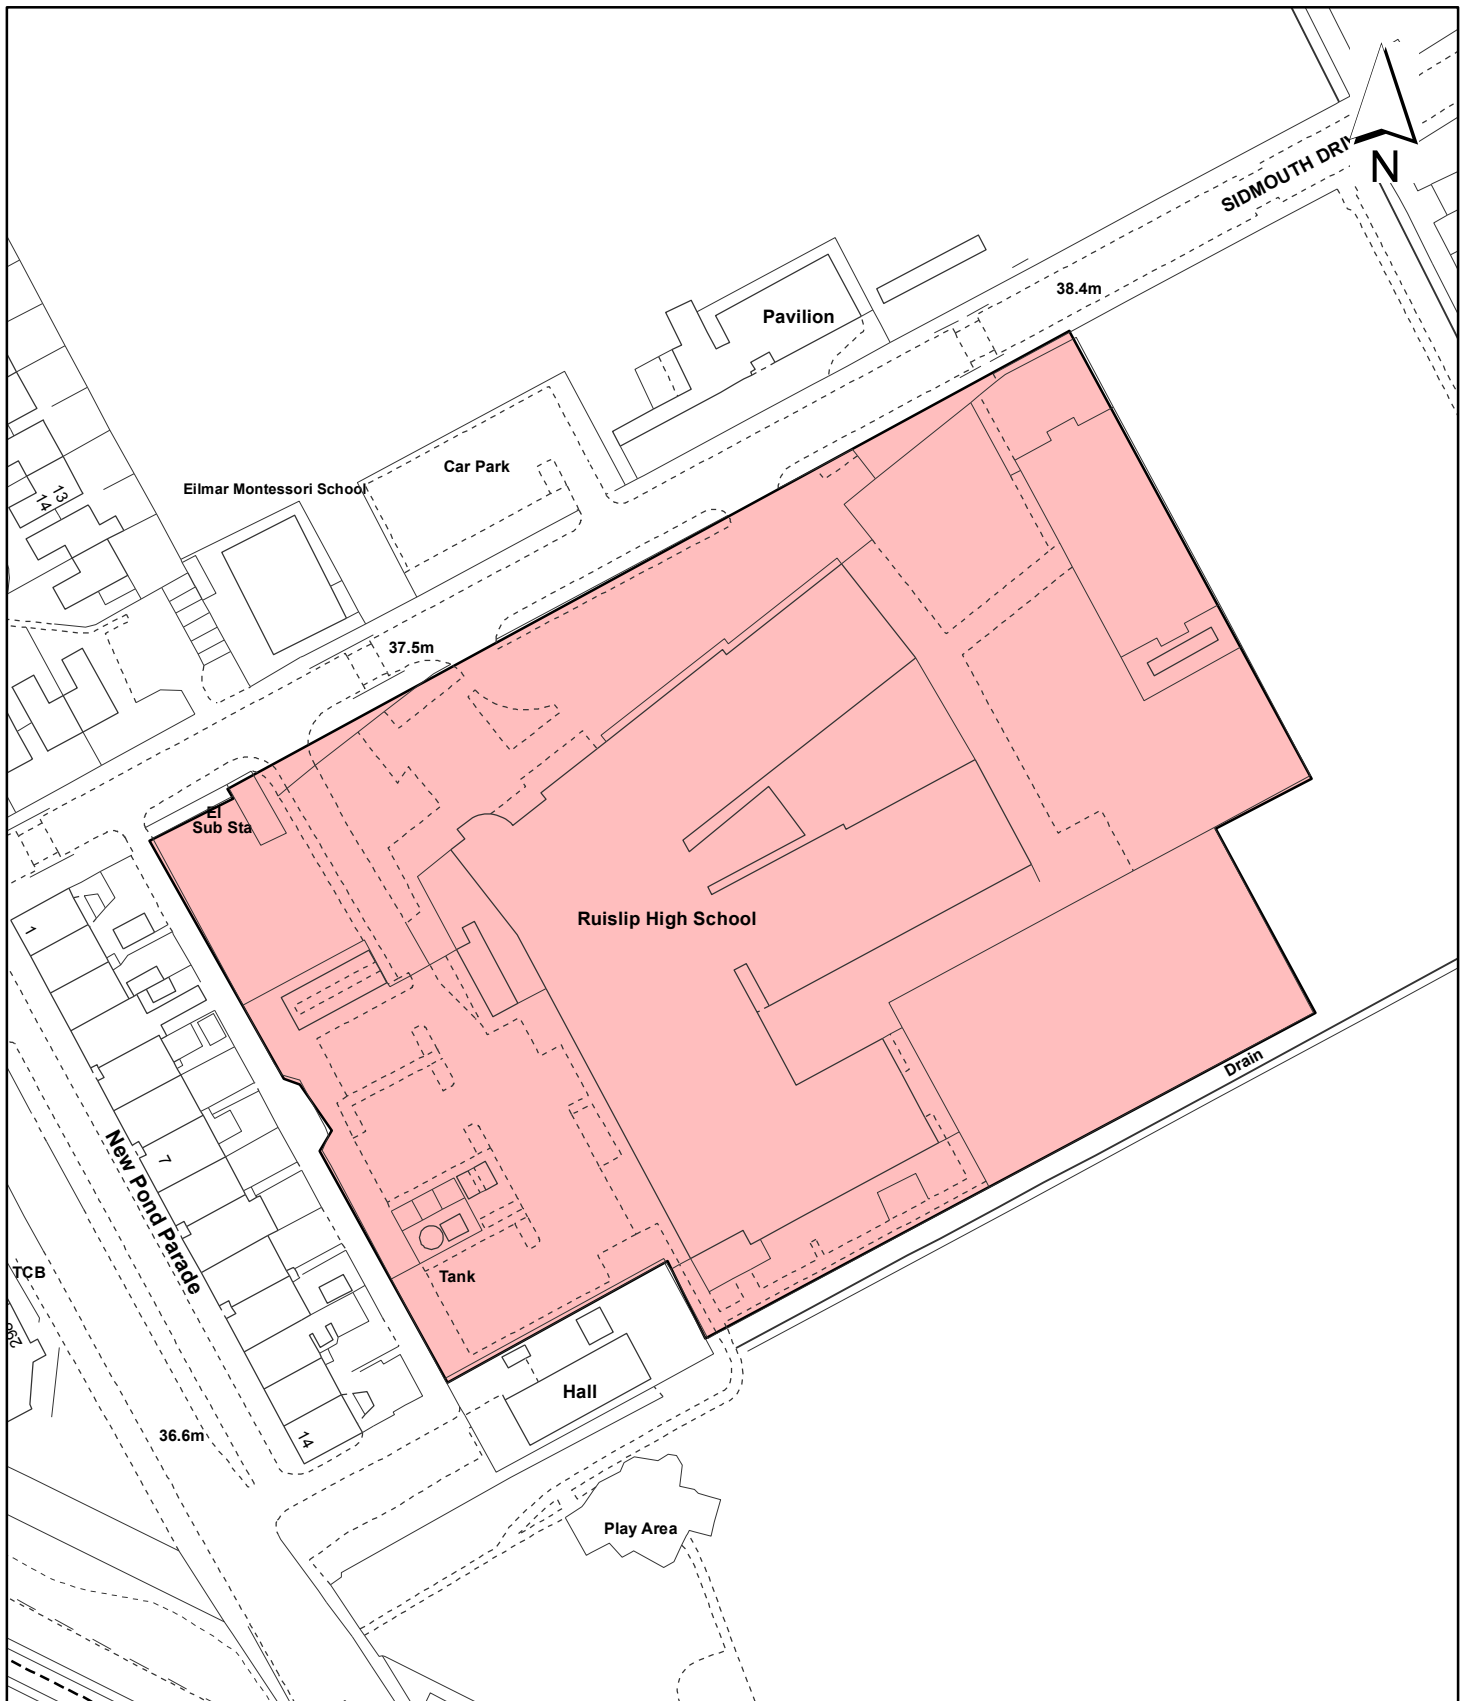 N
SIDMOUTH DRI
38.4m
Pavilion
Car Park
Eilmar Montessori School
13
14
37.5m
El
Sub Sta
Ruislip High School
1
7
New Pond Parade
Drain
TCB
Tank
Hall
14
36.6m
Play Area